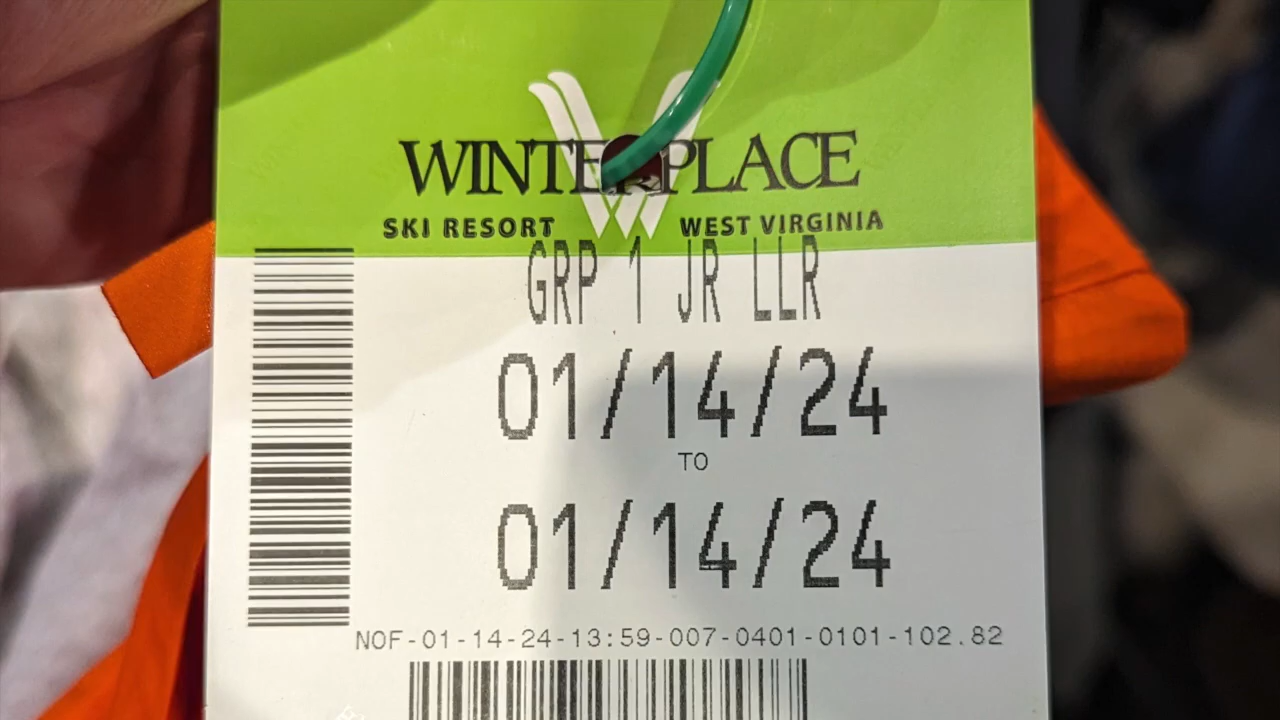 WINTERPLACE
SKI RESORT WEST VIRGINIA
GRP 1 JR LLR
01/14/24
TO
01/14/24
NOF-01-14-24-13:59-007-0401-0101-102.82